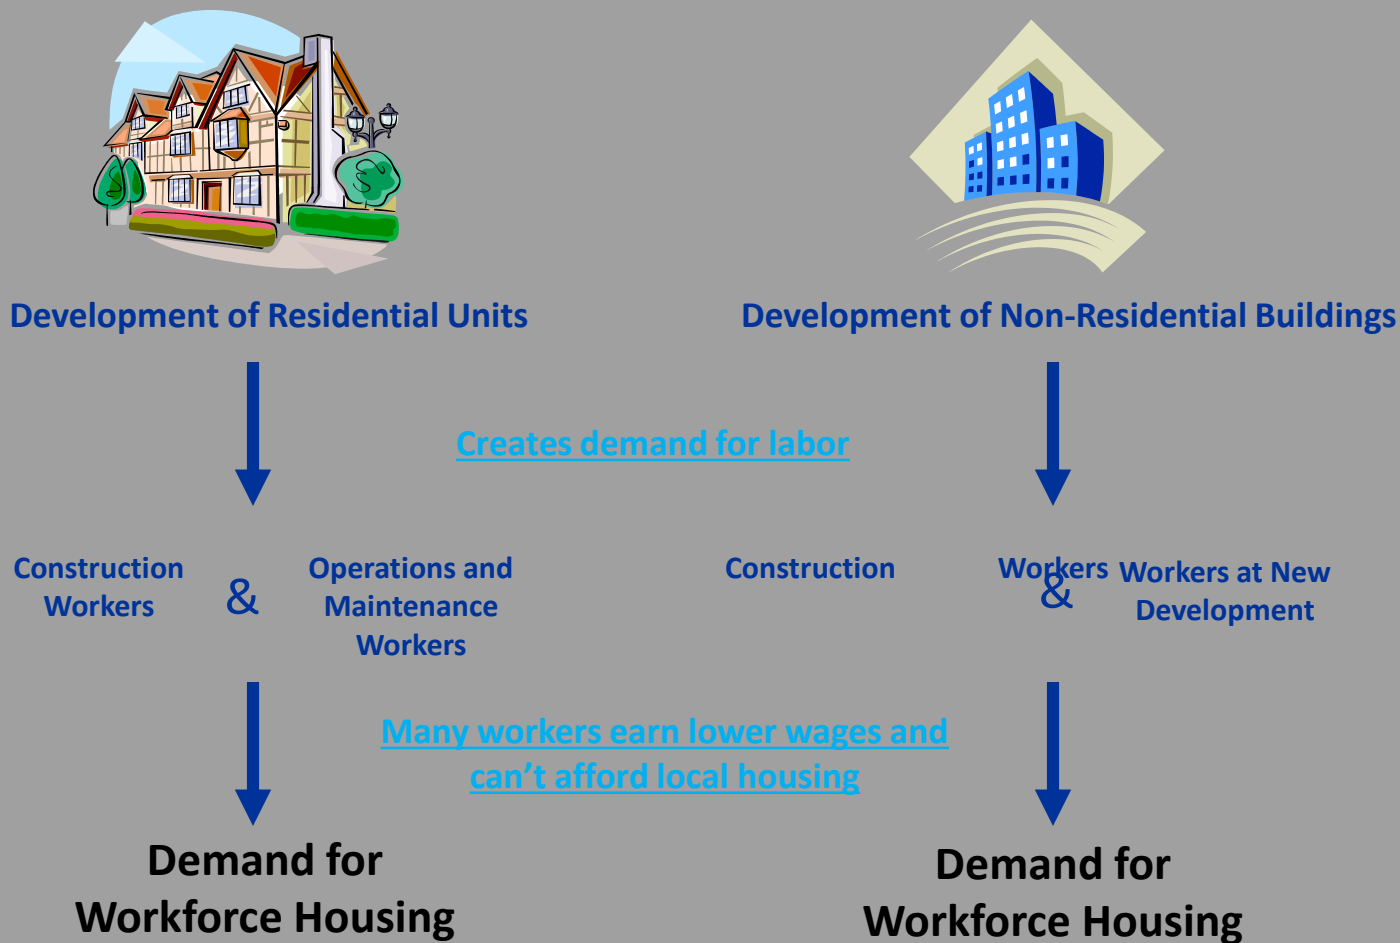 Development of Residential Units
Development of Non-Residential Buildings
Creates demand for labor
Construction
Workers
&
Operations and
Maintenance
Workers
Construction Workers
&
Workers at New
Development
Many workers earn lower wages and
can’t afford local housing
Demand for
Workforce Housing
Demand for
Workforce Housing